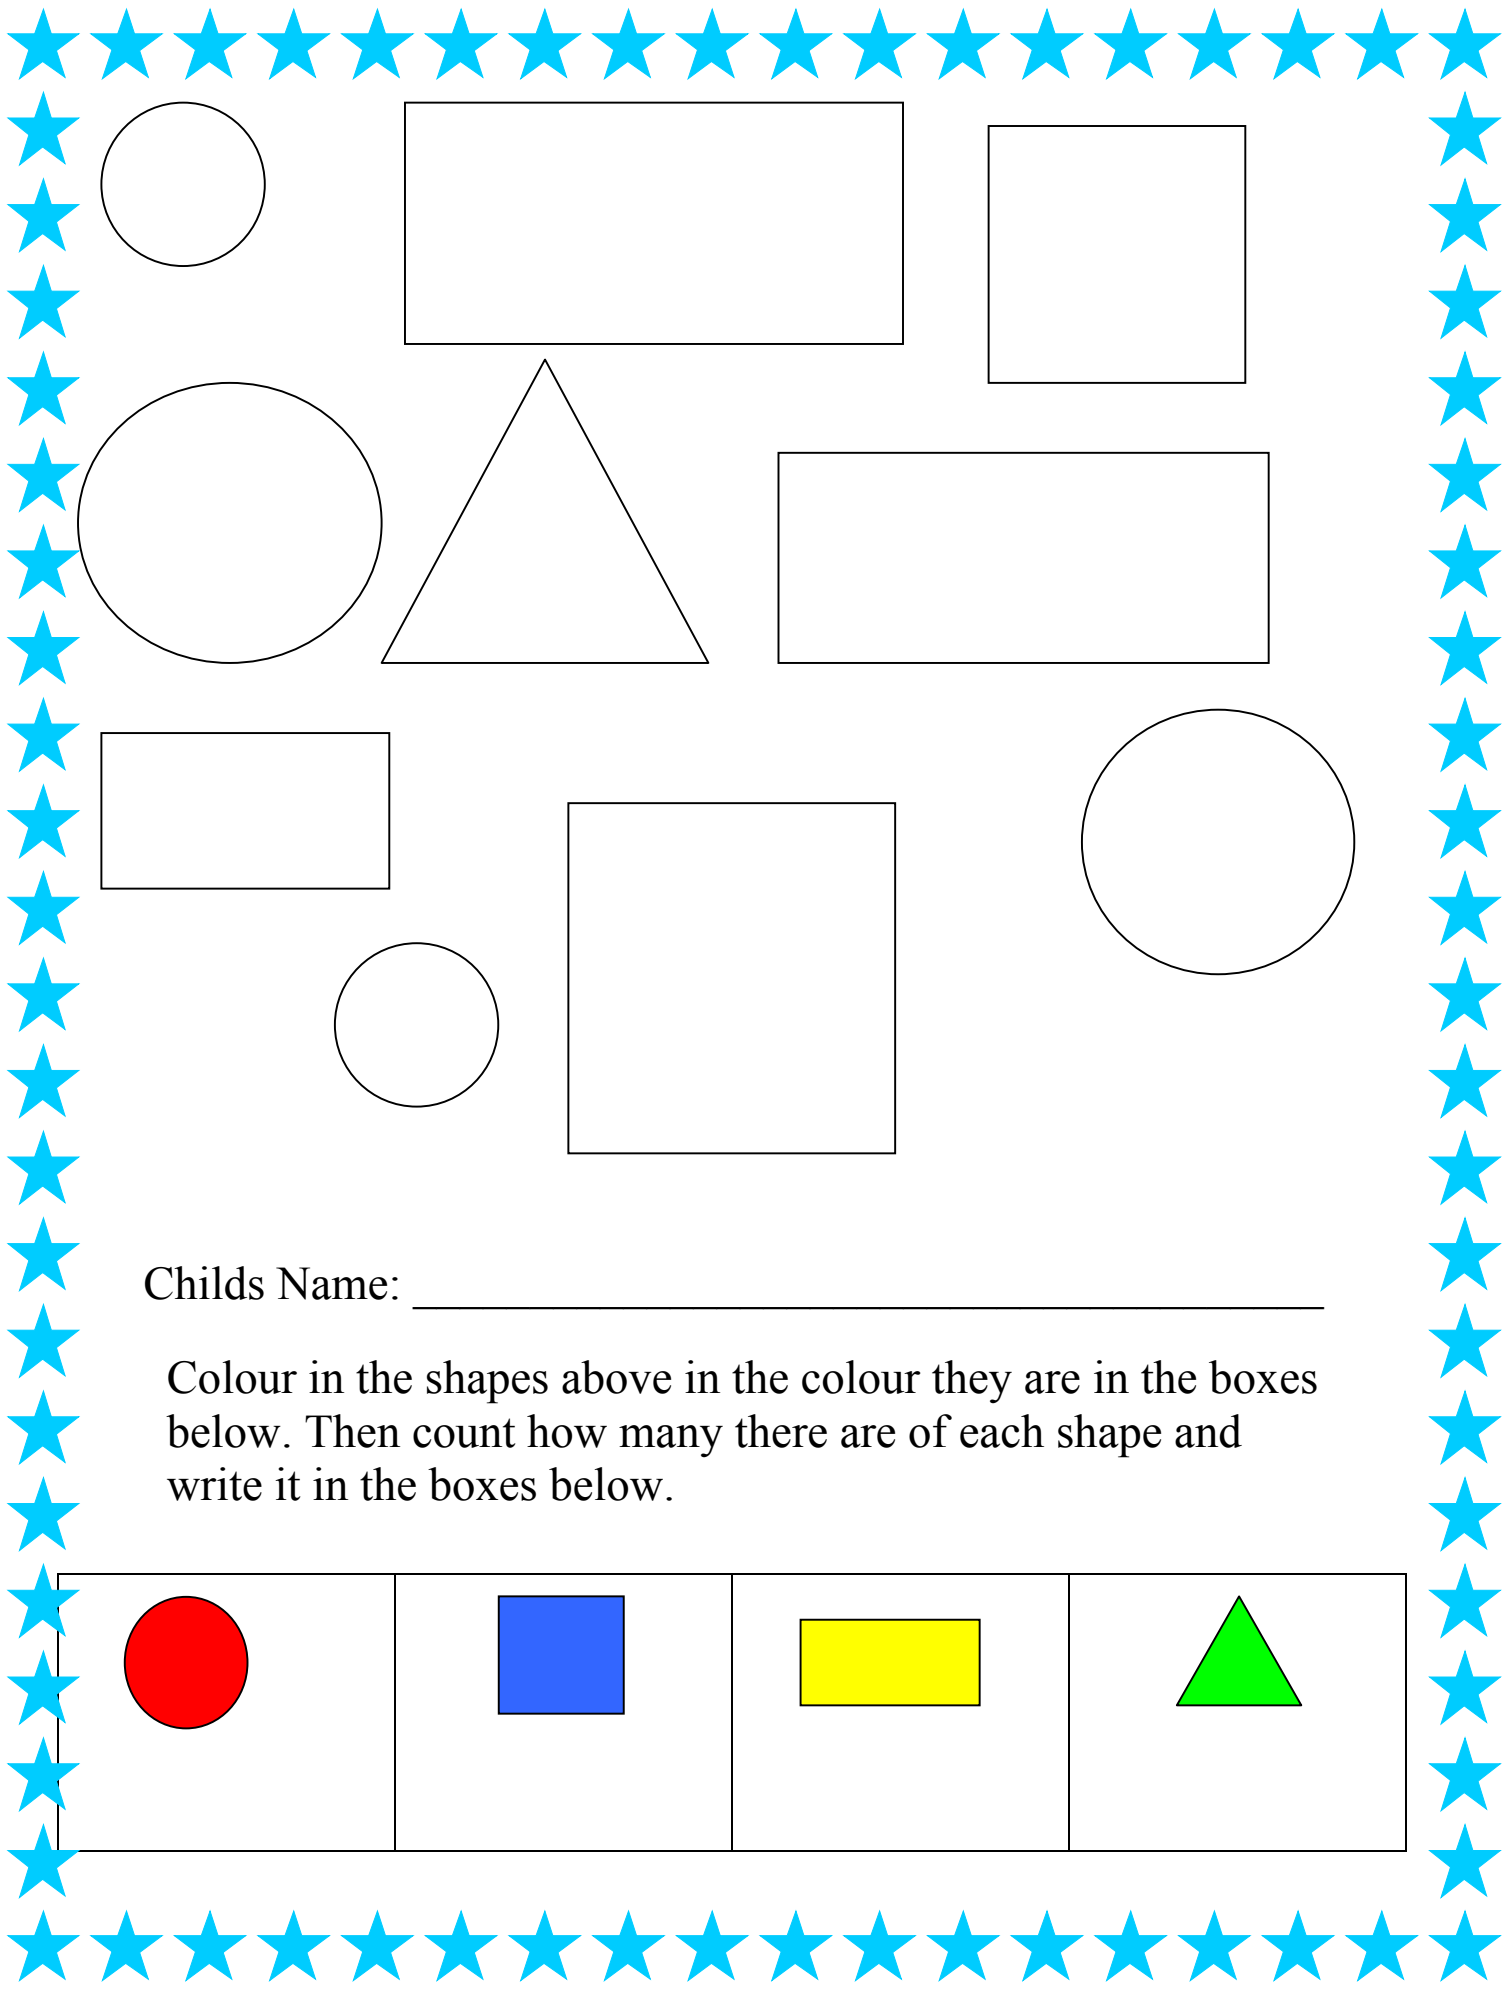 Childs Name: ___________________________________
Colour in the shapes above in the colour they are in the boxes
below. Then count how many there are of each shape and
write it in the boxes below.